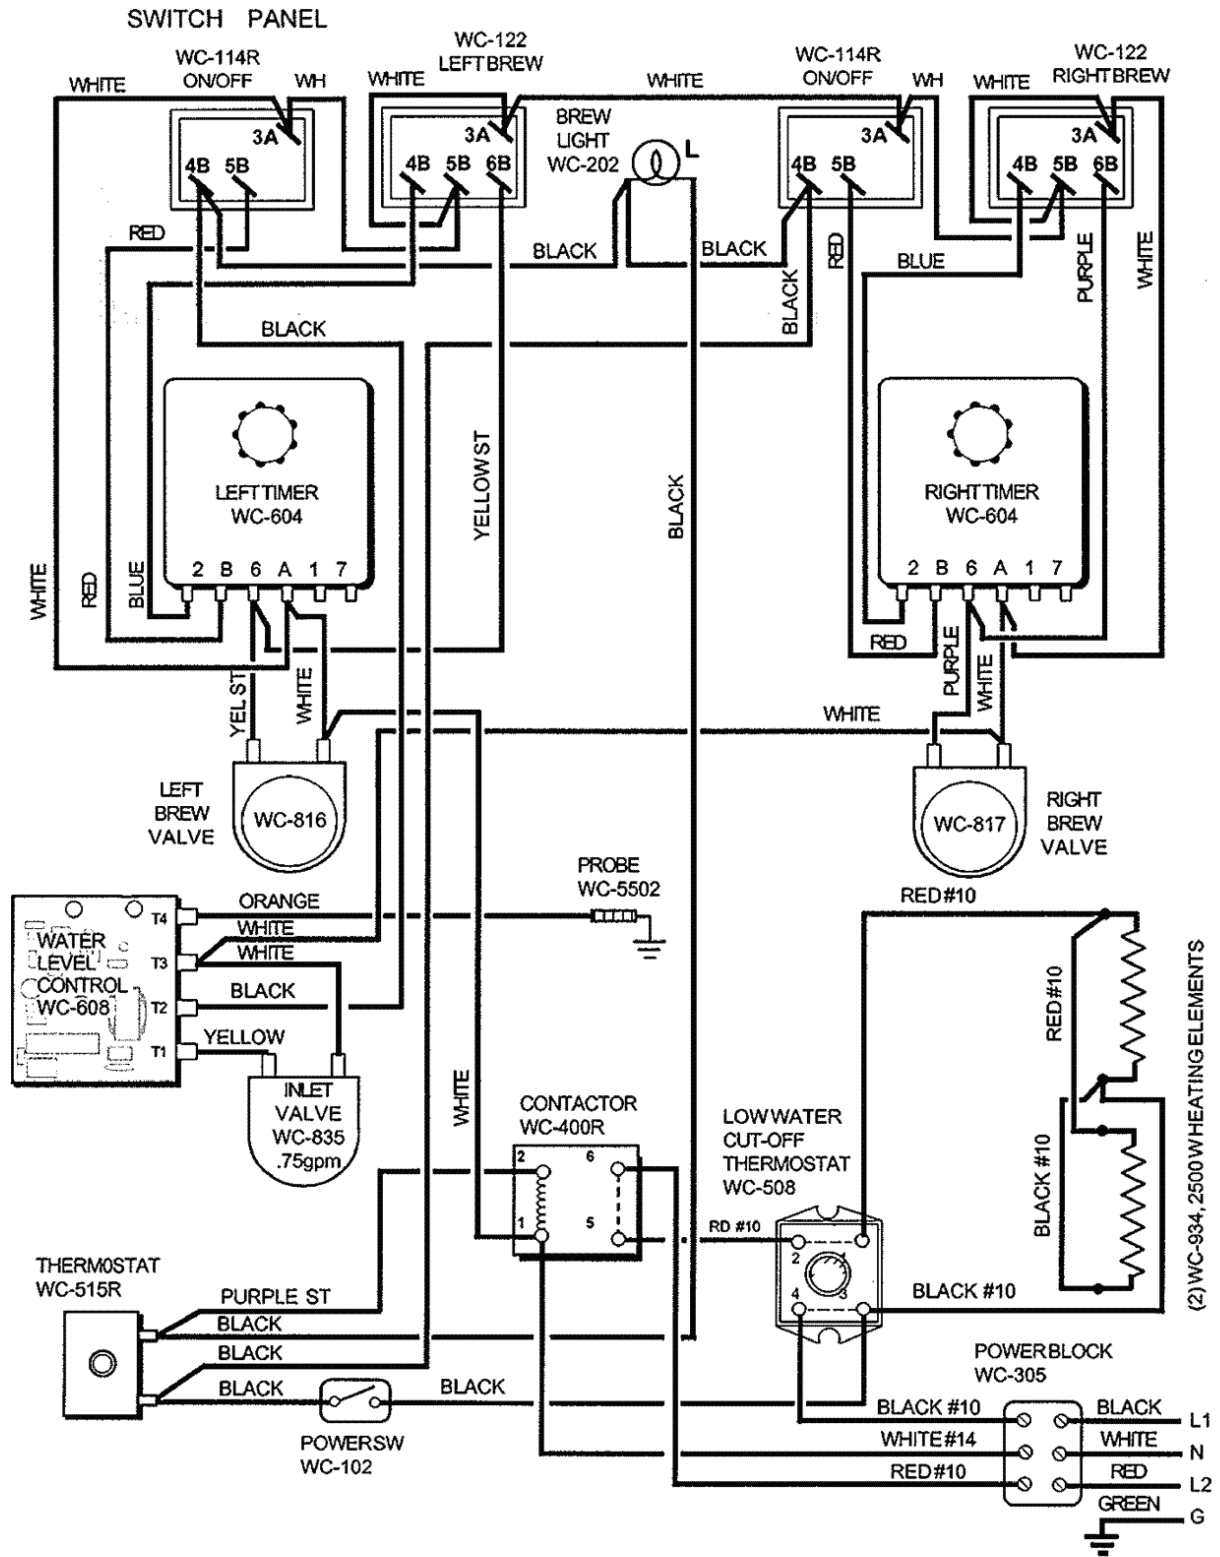 SWITCH PANEL
WC-114R
ON/OFF
WC-122
LEFT BREW
WC-114R
ON/OFF
WC-122
RIGHT BREW
WHITE
WH
WHITE
WHITE
WH
WHITE
BREW
LIGHT
WC-202
L
3A
4B
5B
3A
4B
5B
6B
3A
4B
5B
3A
4B
5B
6B
RED
BLACK
BLACK
BLACK
RED
BLUE
PURPLE
WHITE
BLACK
LEFT TIMER
WC-604
2 B 6 A 1 7
YELLOW ST
BLACK
RIGHT TIMER
WC-604
2 B 6 A 1 7
WHITE
RED
BLUE
YEL ST
WHITE
RED
PURPLE
WHITE
WHITE
LEFT
BREW
VALVE
WC-816
WC-817
RIGHT
BREW
VALVE
PROBE
WC-5502
ORANGE
WHITE
WHITE
BLACK
YELLOW
WATER
LEVEL
CONTROL
WC-608
T4
T3
T2
T1
INLET
VALVE
WC-835
.75gpm
WHITE
CONTACTOR
WC-400R
2
6
1
5
LOW WATER
CUT-OFF
THERMOSTAT
WC-508
RD #10
2
1
4
3
RED #10
RED #10
BLACK #10
BLACK #10
(2) WC-934, 2500W HEATING ELEMENTS
THERMOSTAT
WC-515R
PURPLE ST
BLACK
BLACK
BLACK
BLACK
POWER SW
WC-102
POWER BLOCK
WC-305
BLACK #10
BLACK
L1
WHITE #14
WHITE
N
RED #10
RED
L2
GREEN
G